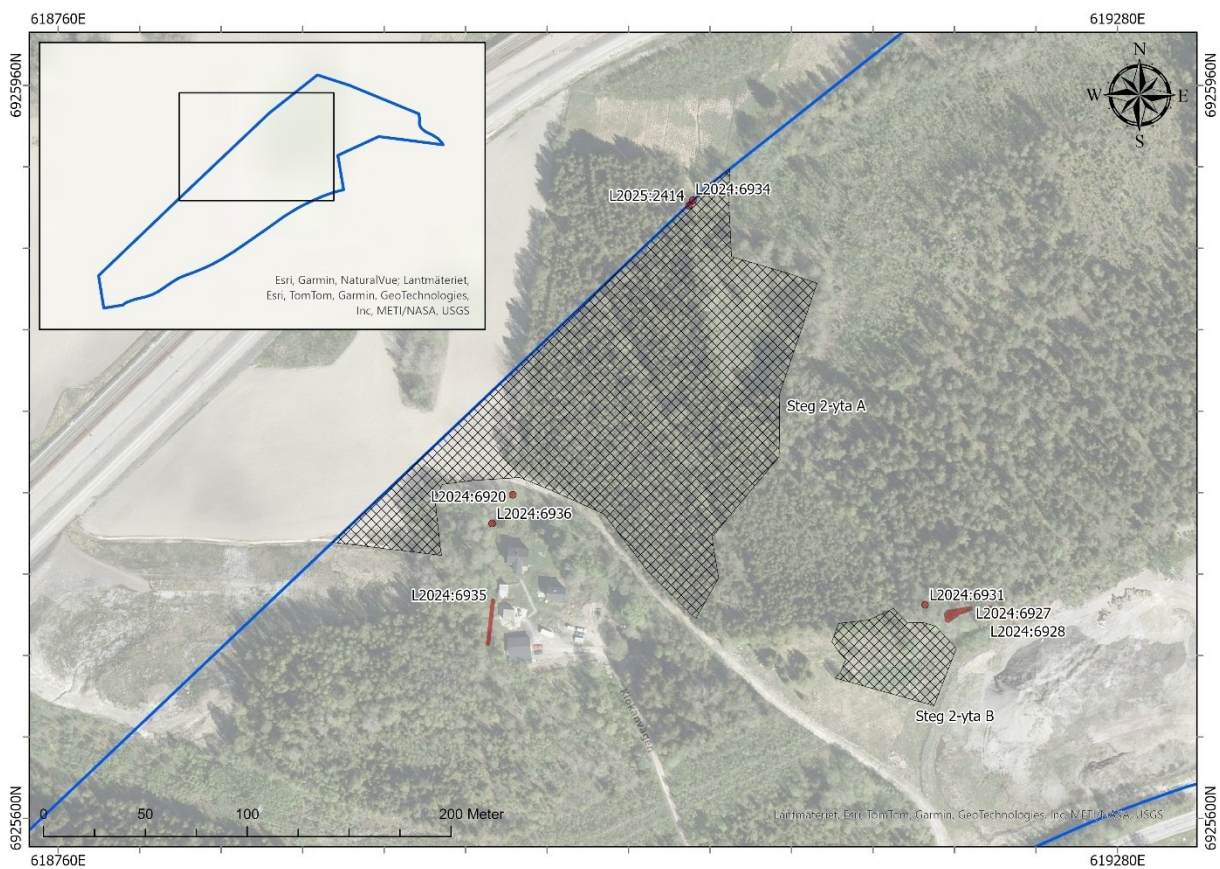 618760E
619280E
6925960N
6925960N
N
W
E
S
Esri, Garmin, NaturalVue; Lantmäteriet,
Esri, TomTom, Garmin, GeoTechnologies,
Inc, METI/NASA, USGS
L2025:2414
L2024:6934
Steg 2-yta A
L2024:6920
L2024:6936
L2024:6935
L2024:6931
L2024:6927
L2024:6928
Steg 2-yta B
0 50 100 200 Meter
Lantmäteriet, Esri, TomTom, Garmin, GeoTechnologies, Inc, METI/NASA, USGS
6925600N
6925600N
618760E
619280E